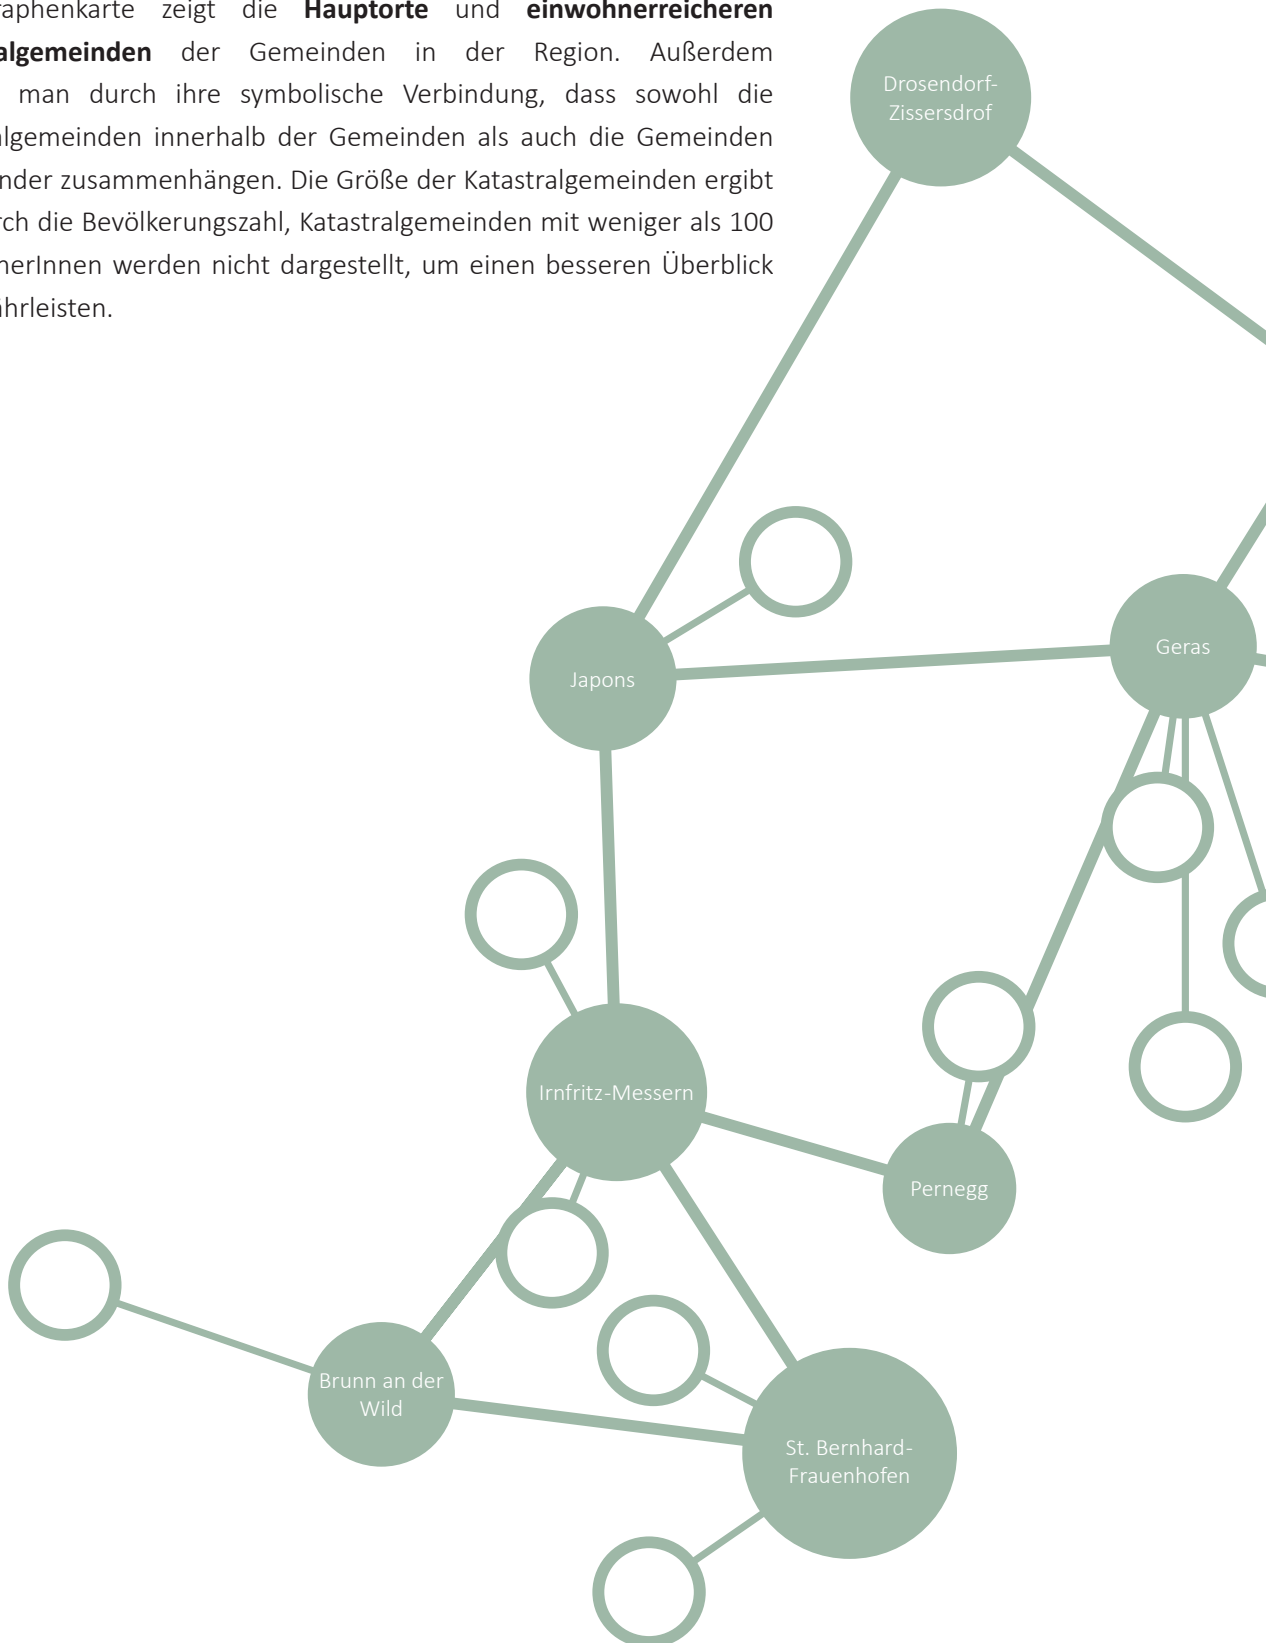 raphenkarte zeigt die Hauptorte und einwohnerreicheren
algemeinden der Gemeinden in der Region. Außerdem
man durch ihre symbolische Verbindung, dass sowohl die
algemeinden innerhalb der Gemeinden als auch die Gemeinden
nder zusammenhängen. Die Größe der Katastralgemeinden ergibt
rch die Bevölkerungszahl, Katastralgemeinden mit weniger als 100
nerInnen werden nicht dargestellt, um einen besseren Überblick
ährleisten.
Drosendorf-
Zissersdrof
Geras
Japons
Irnfritz-Messern
Pernegg
Brunn an der
Wild
St. Bernhard-
Frauenhofen